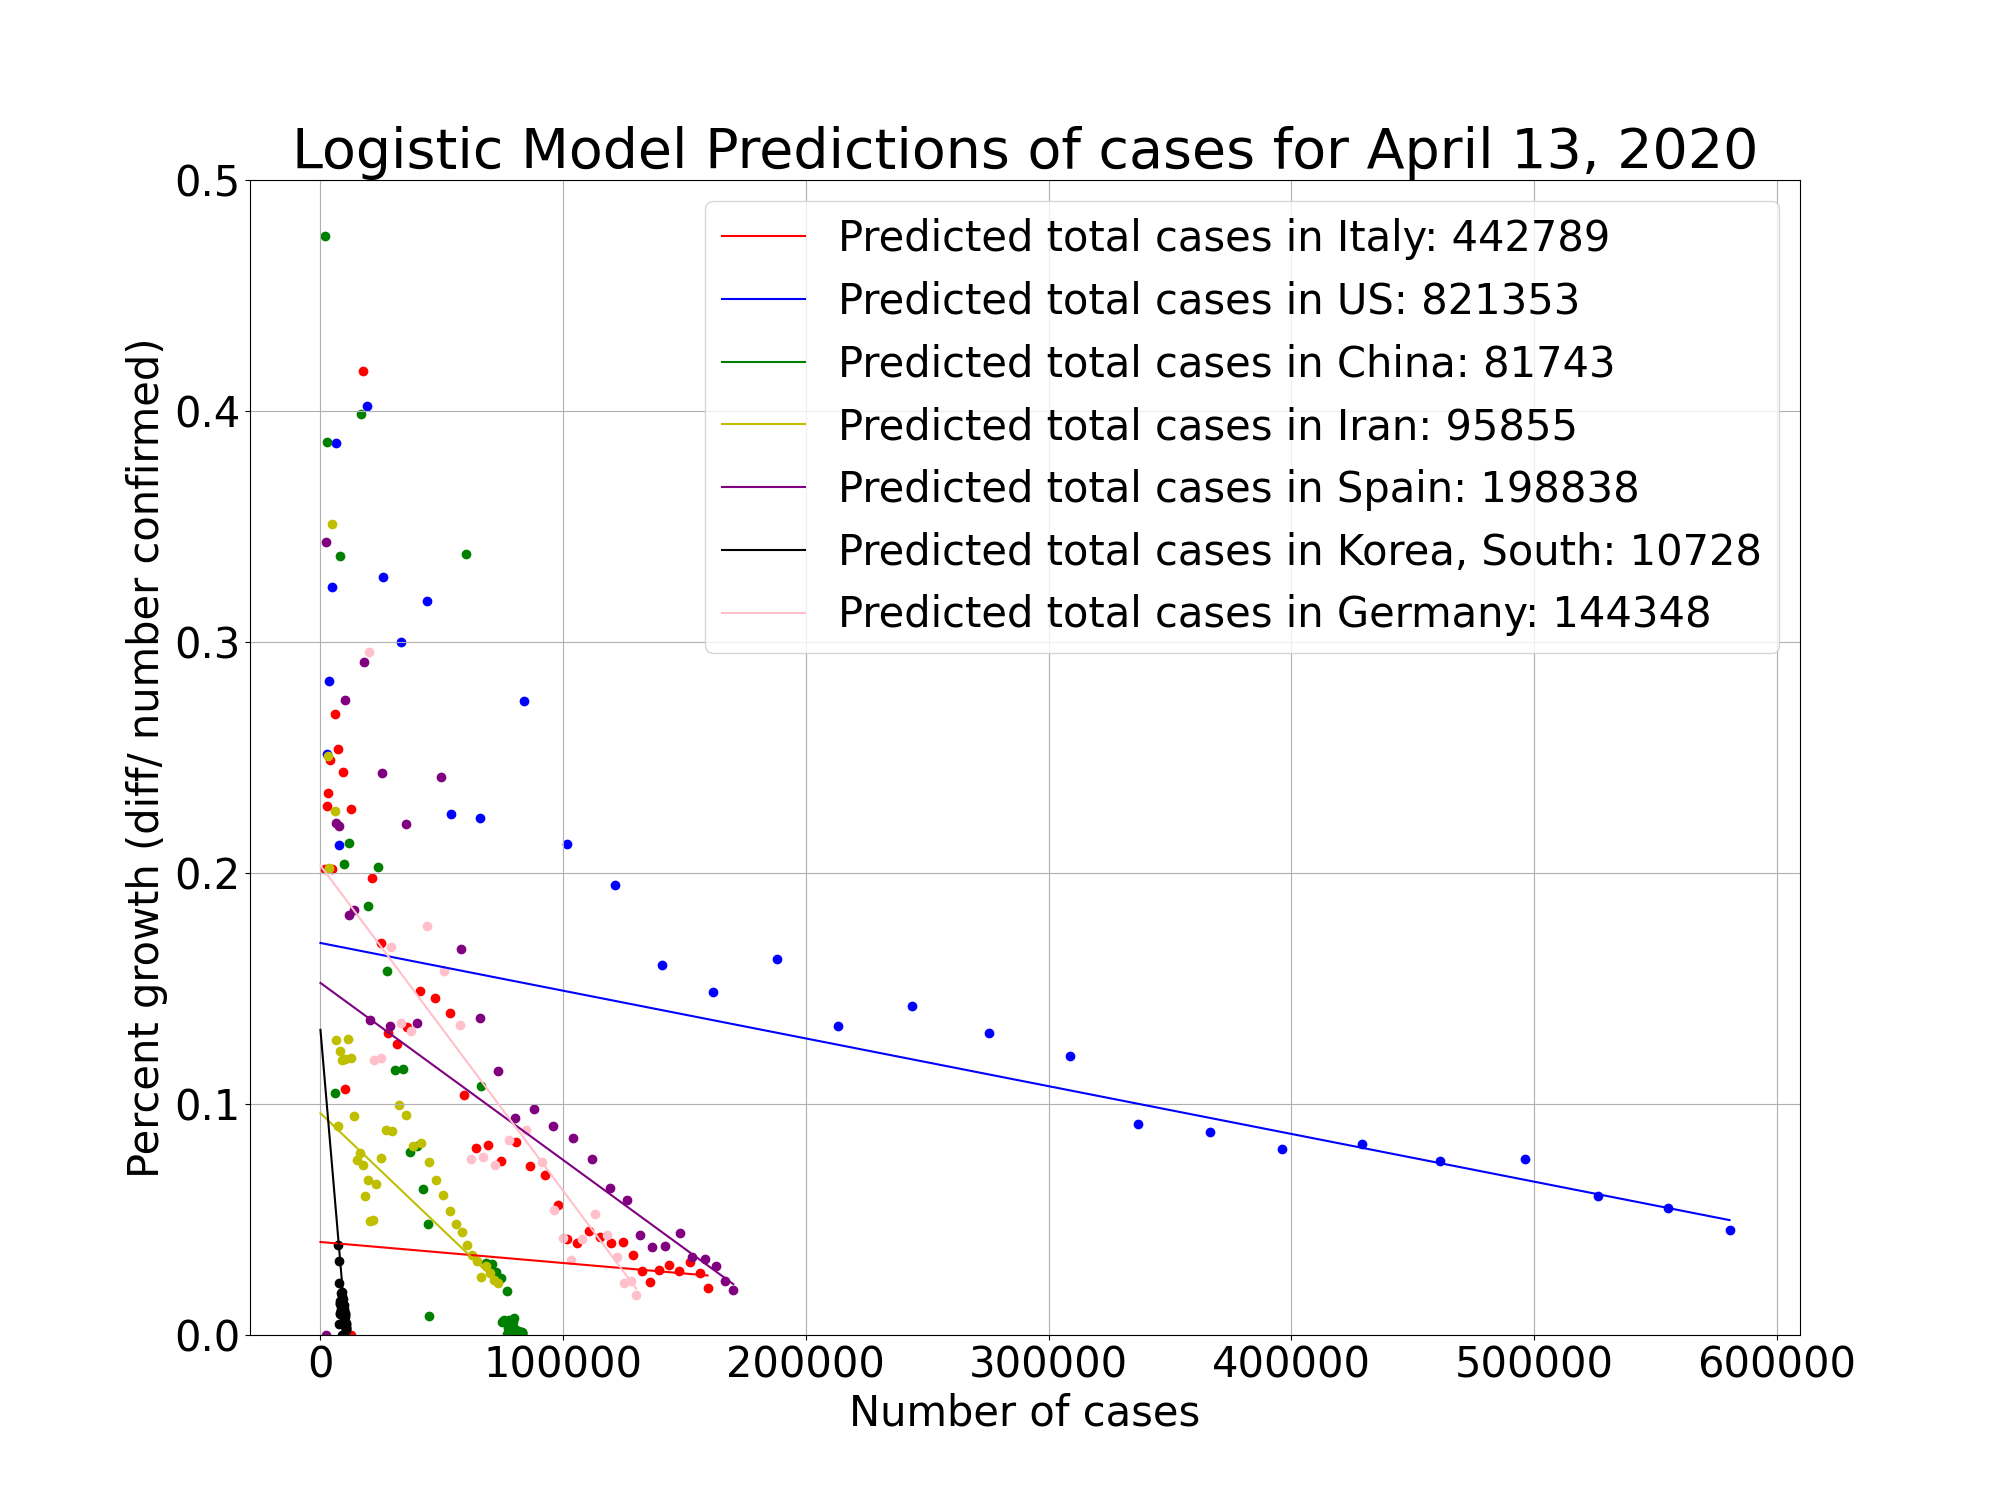 Logistic Model Predictions of cases for April 13, 2020
Predicted total cases in Italy: 442789
Predicted total cases in US: 821353
Predicted total cases in China: 81743
Predicted total cases in Iran: 95855
Predicted total cases in Spain: 198838
Predicted total cases in Korea, South: 10728
Predicted total cases in Germany: 144348
Percent growth (diff/ number confirmed)
0.5
0.4
0.3
0.2
0.1
0.0
0 100000 200000 300000 400000 500000 600000
Number of cases